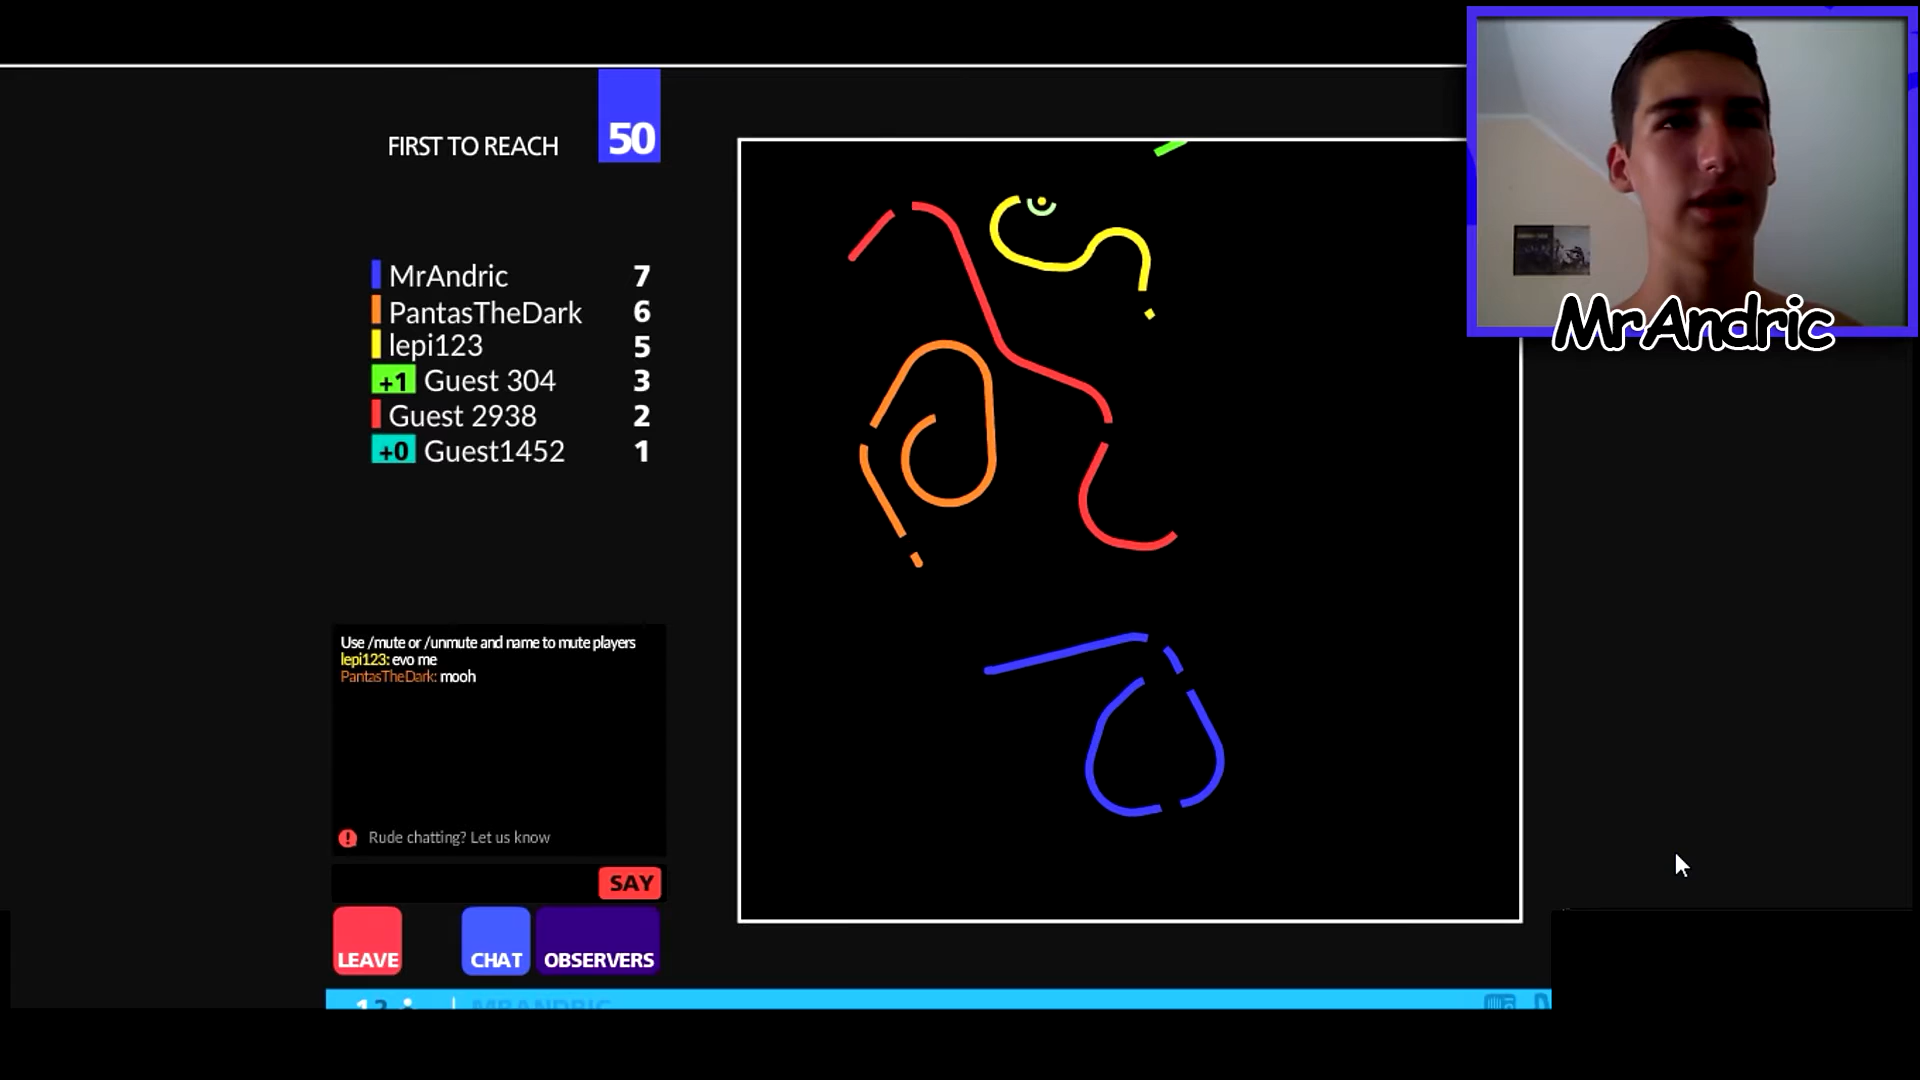 FIRST TO REACH 50
MrAndric 7
PantasTheDark 6
lepi123 5
+1 Guest 304 3
Guest 2938 2
+0 Guest1452 1
Use /mute or /unmute and name to mute players
lepi123: evo me
PantasTheDark: mooh
Rude chatting? Let us know
SAY
LEAVE CHAT OBSERVERS
MRANDRIC
MrAndric